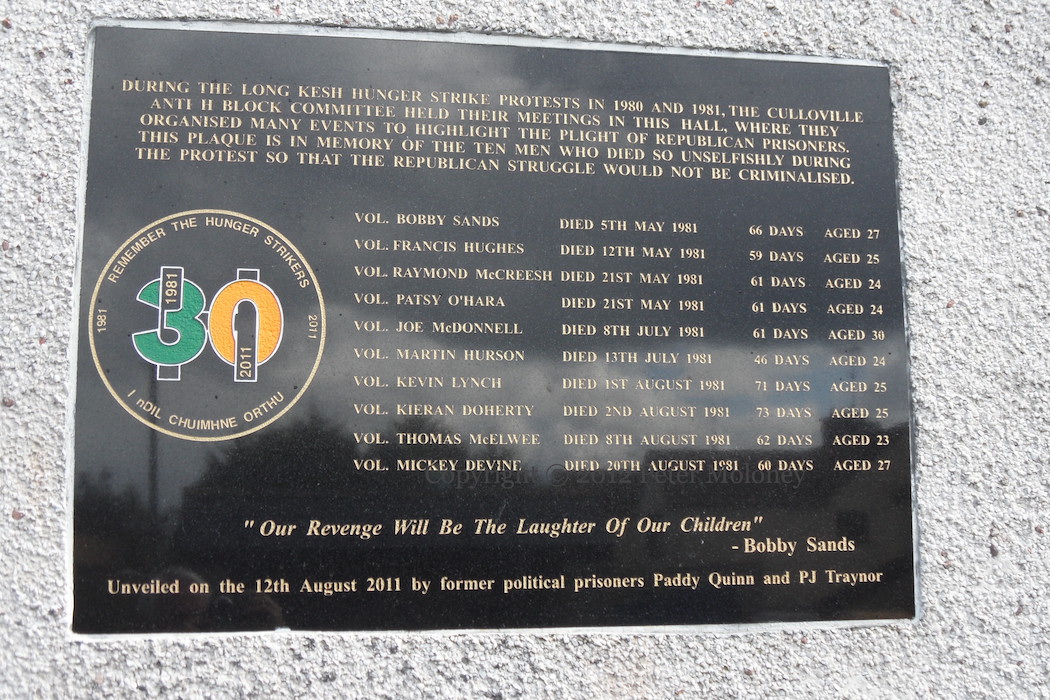 DURING THE LONG KESH HUNGER STRIKE PROTESTS IN 1980 AND 1981, THE CULLOVILLE
ANTI H BLOCK COMMITTEE HELD THEIR MEETINGS IN THIS HALL, WHERE THEY
ORGANISED MANY EVENTS TO HIGHLIGHT THE PLIGHT OF REPUBLICAN PRISONERS.
THIS PLAQUE IS IN MEMORY OF THE TEN MEN WHO DIED SO UNSELFISHLY DURING
THE PROTEST SO THAT THE REPUBLICAN STRUGGLE WOULD NOT BE CRIMINALISED.
REMEMBER THE HUNGER STRIKERS
1981
30
1981
2011
2011
I nDIL CHUIMHNE ORTHU
VOL. BOBBY SANDS DIED 5TH MAY 1981 66 DAYS AGED 27
VOL. FRANCIS HUGHES DIED 12TH MAY 1981 59 DAYS AGED 25
VOL. RAYMOND McCREESH DIED 21ST MAY 1981 61 DAYS AGED 24
VOL. PATSY O'HARA DIED 21ST MAY 1981 61 DAYS AGED 24
VOL. JOE McDONNELL DIED 8TH JULY 1981 61 DAYS AGED 30
VOL. MARTIN HURSON DIED 13TH JULY 1981 46 DAYS AGED 24
VOL. KEVIN LYNCH DIED 1ST AUGUST 1981 71 DAYS AGED 25
VOL. KIERAN DOHERTY DIED 2ND AUGUST 1981 73 DAYS AGED 25
VOL. THOMAS McELWEE DIED 8TH AUGUST 1981 62 DAYS AGED 23
VOL. MICKEY DEVINE DIED 20TH AUGUST 1981 60 DAYS AGED 27
Copyright © 2012 Peter Moloney
"Our Revenge Will Be The Laughter Of Our Children"
- Bobby Sands
Unveiled on the 12th August 2011 by former political prisoners Paddy Quinn and PJ Traynor